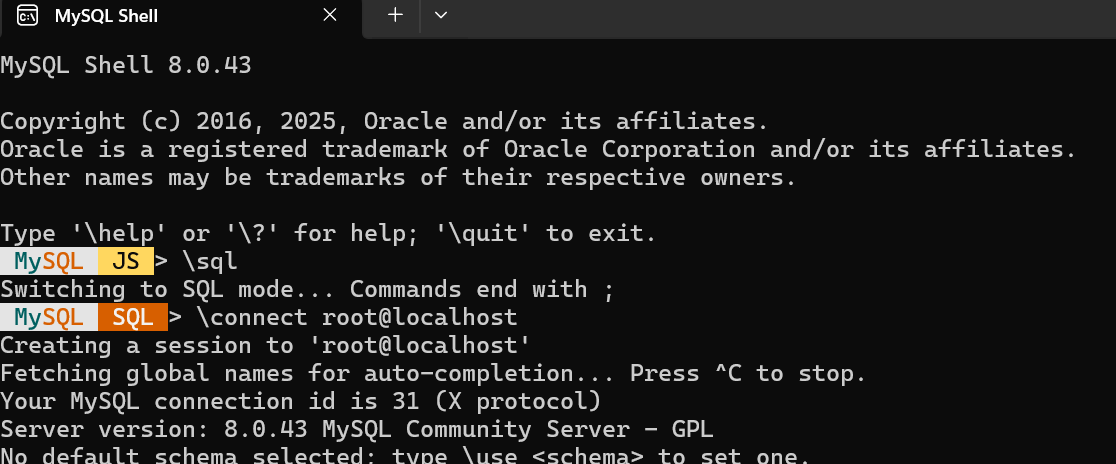 MySQL Shell
MySQL Shell 8.0.43
Copyright (c) 2016, 2025, Oracle and/or its affiliates.
Oracle is a registered trademark of Oracle Corporation and/or its affiliates.
Other names may be trademarks of their respective owners.
Type '\help' or '\?' for help; '\quit' to exit.
MySQL JS > \sql
Switching to SQL mode... Commands end with ;
MySQL SQL > \connect root@localhost
Creating a session to 'root@localhost'
Fetching global names for auto-completion... Press ^C to stop.
Your MySQL connection id is 31 (X protocol)
Server version: 8.0.43 MySQL Community Server - GPL
No default schema selected; type \use <schema> to set one.